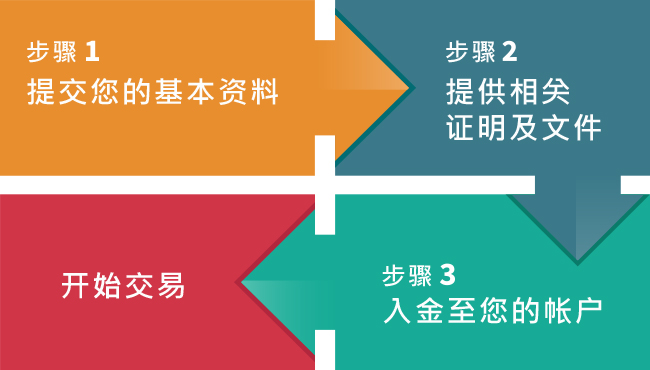 步骤 1
提交您的基本资料
步骤 2
提供相关
证明及文件
步骤 3
入金至您的帐户
开始交易